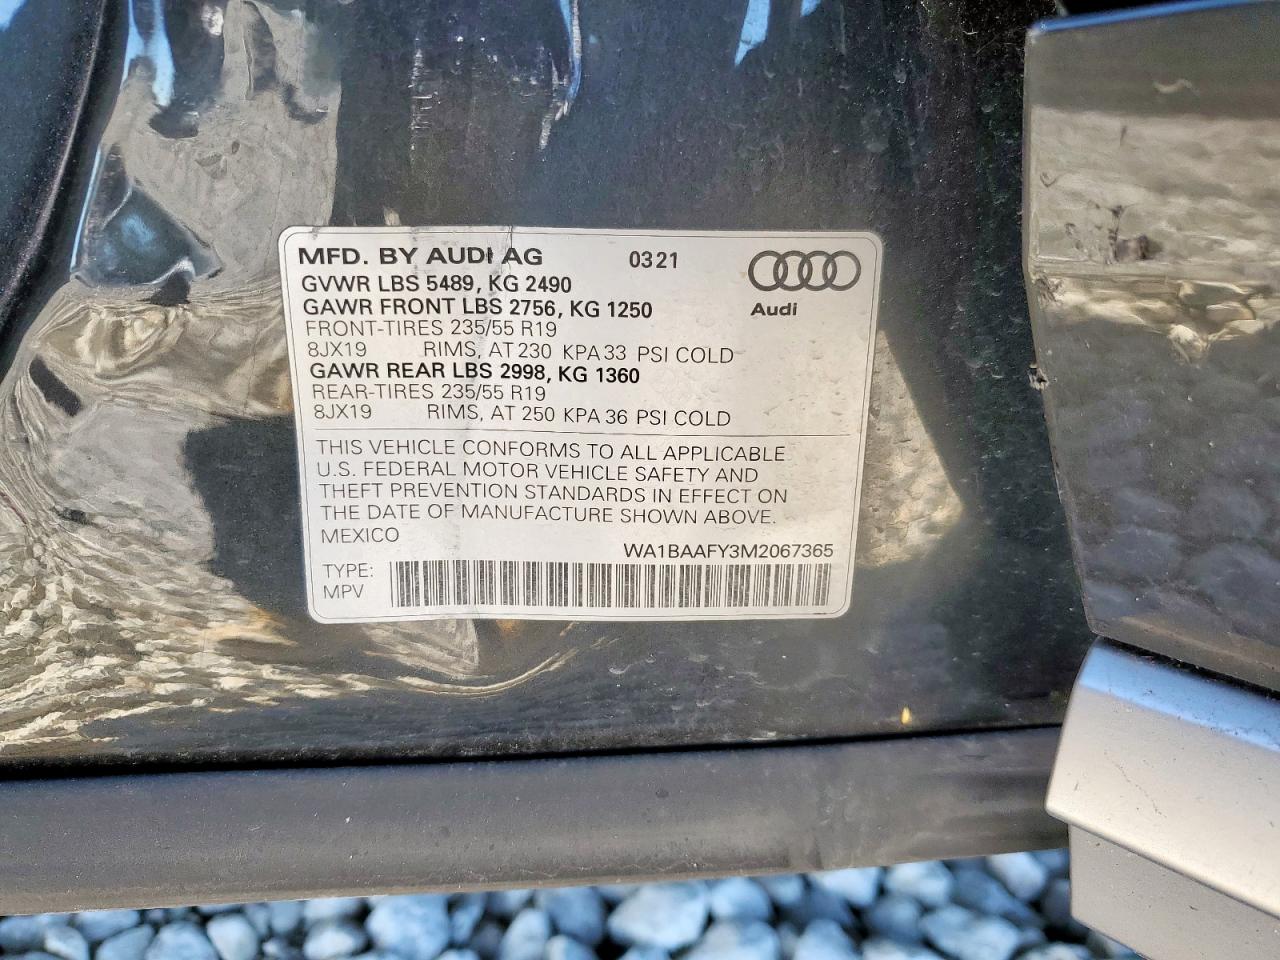 MFD. BY AUDI AG 0321
GVWR LBS 5489, KG 2490
GAWR FRONT LBS 2756, KG 1250
Audi
FRONT-TIRES 235/55 R19
8JX19 RIMS, AT 230 KPA 33 PSI COLD
GAWR REAR LBS 2998, KG 1360
REAR-TIRES 235/55 R19
8JX19 RIMS, AT 250 KPA 36 PSI COLD
THIS VEHICLE CONFORMS TO ALL APPLICABLE
U.S. FEDERAL MOTOR VEHICLE SAFETY AND
THEFT PREVENTION STANDARDS IN EFFECT ON
THE DATE OF MANUFACTURE SHOWN ABOVE.
MEXICO
WA1BAAFY3M2067365
TYPE:
MPV